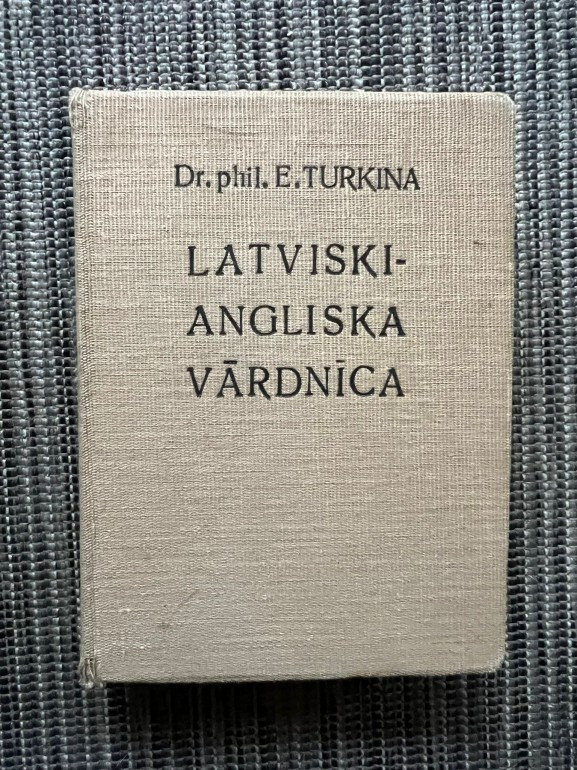 Dr. phil. E. TURKINA
LATVISKI-
ANGLISKA
VĀRDNĪCA